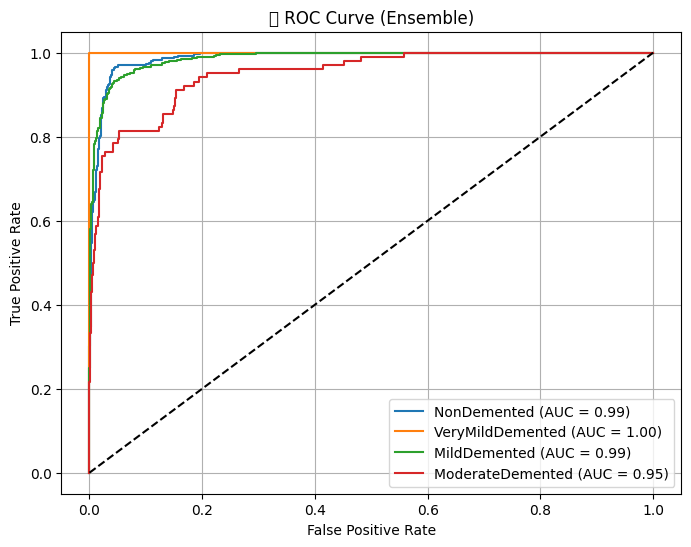 ROC Curve (Ensemble)
True Positive Rate
1.0
0.8
0.6
0.4
0.2
0.0
0.0
0.2
0.4
0.6
0.8
1.0
False Positive Rate
NonDemented (AUC = 0.99)
VeryMildDemented (AUC = 1.00)
MildDemented (AUC = 0.99)
ModerateDemented (AUC = 0.95)